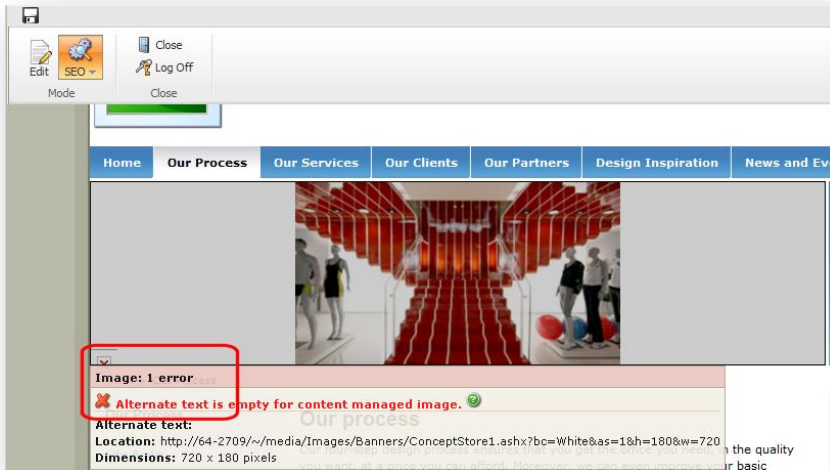 Edit SEO
Close
Log Off
Mode Close
Home Our Process Our Services Our Clients Our Partners Design Inspiration News and Ev
Image: 1 error
Alternate text is empty for content managed image.
Our process
Alternate text:
Location: http://64-2709/~/media/Images/Banners/ConceptStore1.ashx?bc=White&as=1&h=180&w=720
Our four-step design process ensures that you get the office you need, in the quality
Dimensions: 720 x 180 pixels
you want, at a price you can afford. Moreover, we can even improve ur basic